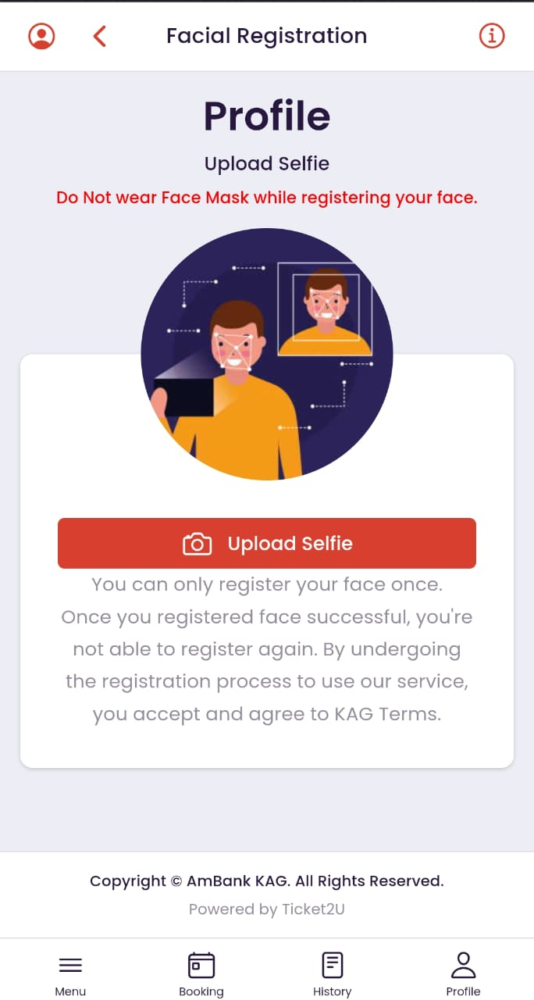 Facial Registration
Profile
Upload Selfie
Do Not wear Face Mask while registering your face.
Upload Selfie
You can only register your face once.
Once you registered face successful, you're
not able to register again. By undergoing
the registration process to use our service,
you accept and agree to KAG Terms.
Copyright © AmBank KAG. All Rights Reserved.
Powered by Ticket2U
Menu
Booking
History
Profile